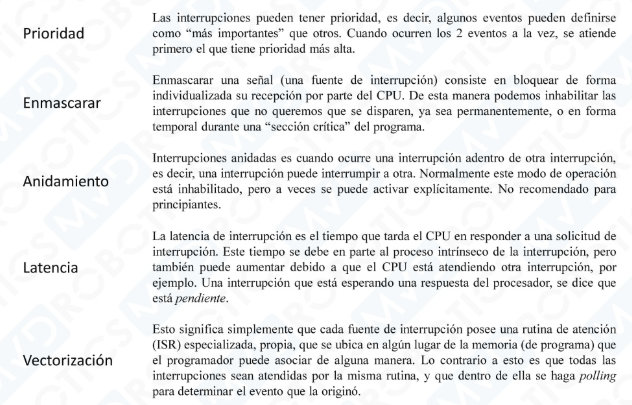 Prioridad
Las interrupciones pueden tener prioridad, es decir, algunos eventos pueden definirse
como “más importantes” que otros. Cuando ocurren los 2 eventos a la vez, se atiende
primero el que tiene prioridad más alta.
Enmascarar
Enmascarar una señal (una fuente de interrupción) consiste en bloquear de forma
individualizada su recepción por parte del CPU. De esta manera podemos inhabilitar las
interrupciones que no queremos que se disparen, ya sea permanentemente, o en forma
temporal durante una “sección crítica” del programa.
Anidamiento
Interrupciones anidadas es cuando ocurre una interrupción adentro de otra interrupción,
es decir, una interrupción puede interrumpir a otra. Normalmente este modo de operación
está inhabilitado, pero a veces se puede activar explícitamente. No recomendado para
principiantes.
Latencia
La latencia de interrupción es el tiempo que tarda el CPU en responder a una solicitud de
interrupción. Este tiempo se debe en parte al proceso intrínseco de la interrupción, pero
también puede aumentar debido a que el CPU está atendiendo otra interrupción, por
ejemplo. Una interrupción que está esperando una respuesta del procesador, se dice que
está pendiente.
Vectorización
Esto significa simplemente que cada fuente de interrupción posee una rutina de atención
(ISR) especializada, propia, que se ubica en algún lugar de la memoria (de programa) que
el programador puede asociar de alguna manera. Lo contrario a esto es que todas las
interrupciones sean atendidas por la misma rutina, y que dentro de ella se haga polling
para determinar el evento que la originó.